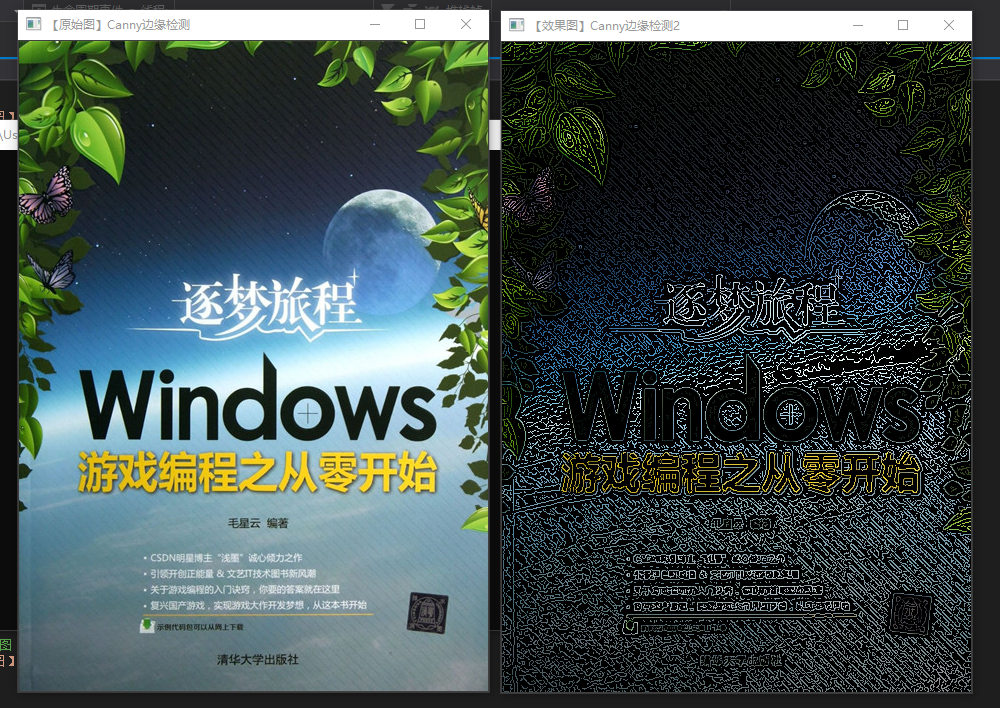 【原始图】Canny边缘检测
逐梦旅程
Windows
游戏编程之从零开始
毛星云 编著
• CSDN明星博主“浅墨”诚心倾力之作
• 引领开创正能量 & 文艺IT技术图书新风潮
• 关于游戏编程的入门诀窍，你要的答案就在这里
• 复兴国产游戏，实现游戏大作开发梦想，从这本书开始
示例代码包可以从网上下载
清华大学出版社
【效果图】Canny边缘检测2
逐梦旅程
Windows
游戏编程之从零开始
\Us
图】
图
图】